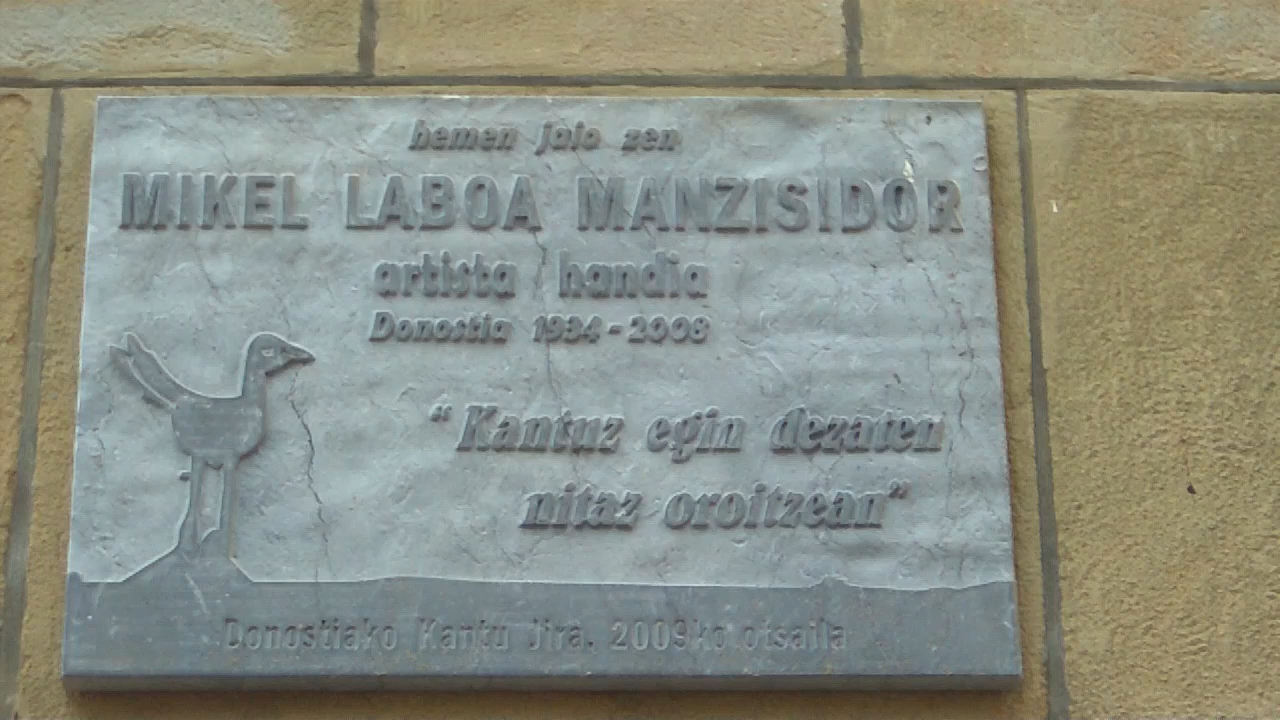 hemen jaio zen
MIKEL LABOA MANZISIDOR
artista handia
Donostia 1934-2008
"Kantuz egin dezaten
nitaz oroitzean"
Donostiako Kantu Jira, 2009ko otsaila